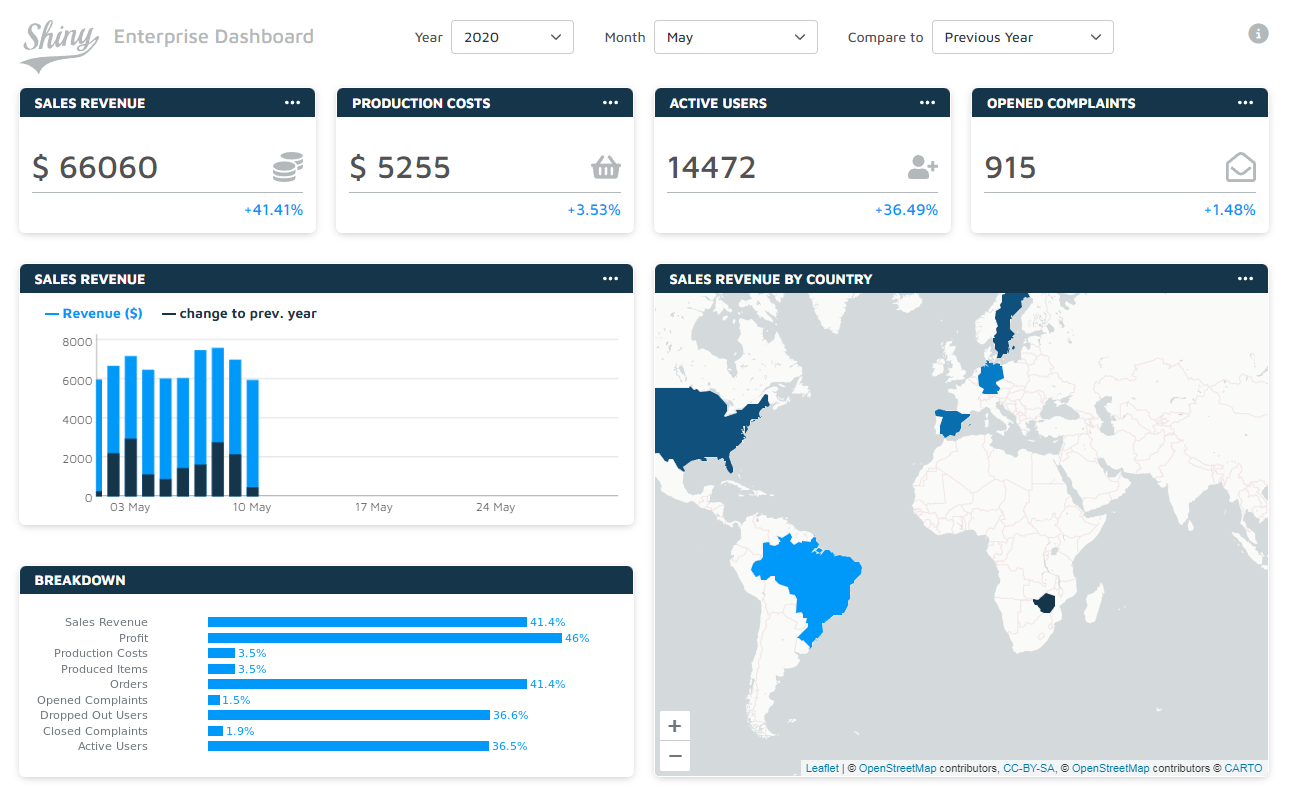 Shiny Enterprise Dashboard
Year 2020 Month May Compare to Previous Year
SALES REVENUE
$ 66060
+41.41%
PRODUCTION COSTS
$ 5255
+3.53%
ACTIVE USERS
14472
+36.49%
OPENED COMPLAINTS
915
+1.48%
SALES REVENUE
Revenue ($) change to prev. year
8000
6000
4000
2000
0
03 May 10 May 17 May 24 May
BREAKDOWN
Sales Revenue 41.4%
Profit 46%
Production Costs 3.5%
Produced Items 3.5%
Orders 41.4%
Opened Complaints 1.5%
Dropped Out Users 36.6%
Closed Complaints 1.9%
Active Users 36.5%
SALES REVENUE BY COUNTRY
+
−
Leaflet | © OpenStreetMap contributors, CC-BY-SA, © OpenStreetMap contributors © CARTO